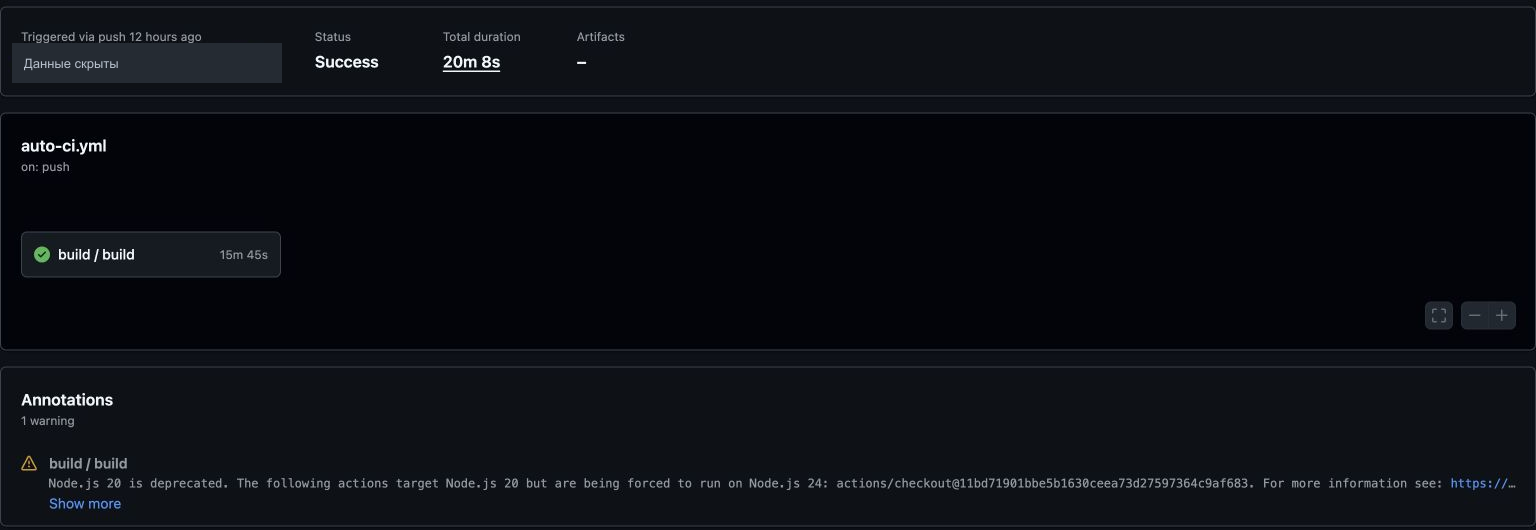 Triggered via push 12 hours ago
Данные скрыты
Status
Success
Total duration
20m 8s
Artifacts
–
auto-ci.yml
on: push
build / build
15m 45s
Annotations
1 warning
build / build
Node.js 20 is deprecated. The following actions target Node.js 20 but are being forced to run on Node.js 24: actions/checkout@11bd71901bbe5b1630ceea73d27597364c9af683. For more information see: https://…
Show more